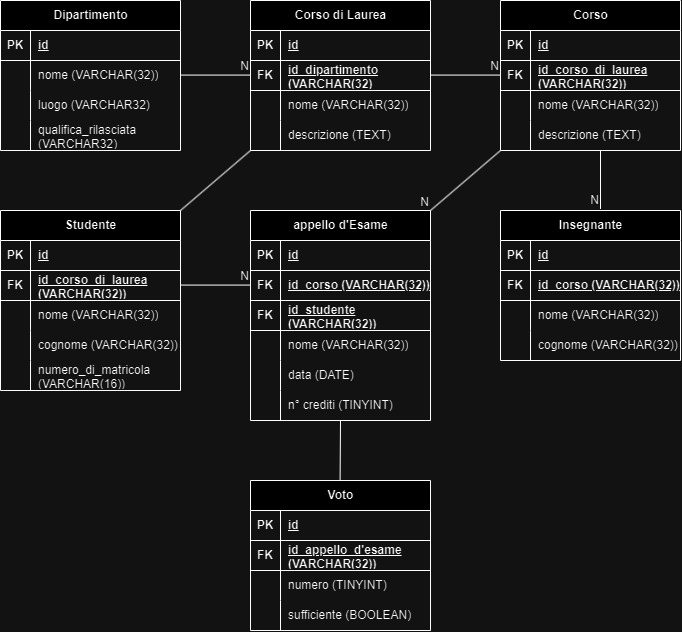 Dipartimento
PK id
nome (VARCHAR(32))
luogo (VARCHAR32)
qualifica_rilasciata
(VARCHAR32)
N
Corso di Laurea
PK id
FK id_dipartimento
(VARCHAR(32)
nome (VARCHAR(32))
descrizione (TEXT)
N
Corso
PK id
FK id_corso_di_laurea
(VARCHAR(32))
nome (VARCHAR(32))
descrizione (TEXT)
N
N
Studente
PK id
FK id_corso_di_laurea
(VARCHAR(32))
nome (VARCHAR(32))
cognome (VARCHAR(32))
numero_di_matricola
(VARCHAR(16))
N
appello d'Esame
PK id
FK id_corso (VARCHAR(32))
FK id_studente
(VARCHAR(32))
nome (VARCHAR(32))
data (DATE)
n° crediti (TINYINT)
Insegnante
PK id
FK id_corso (VARCHAR(32))
nome (VARCHAR(32))
cognome (VARCHAR(32))
Voto
PK id
FK id_appello_d'esame
(VARCHAR(32))
numero (TINYINT)
sufficiente (BOOLEAN)